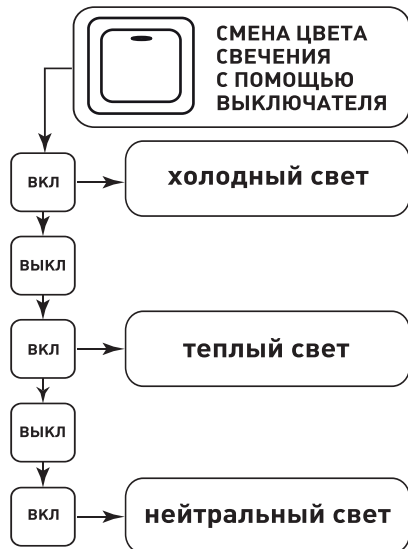 СМЕНА ЦВЕТА
СВЕЧЕНИЯ
С ПОМОЩЬЮ
ВЫКЛЮЧАТЕЛЯ
ВКЛ
холодный свет
ВЫКЛ
ВКЛ
теплый свет
ВЫКЛ
ВКЛ
нейтральный свет